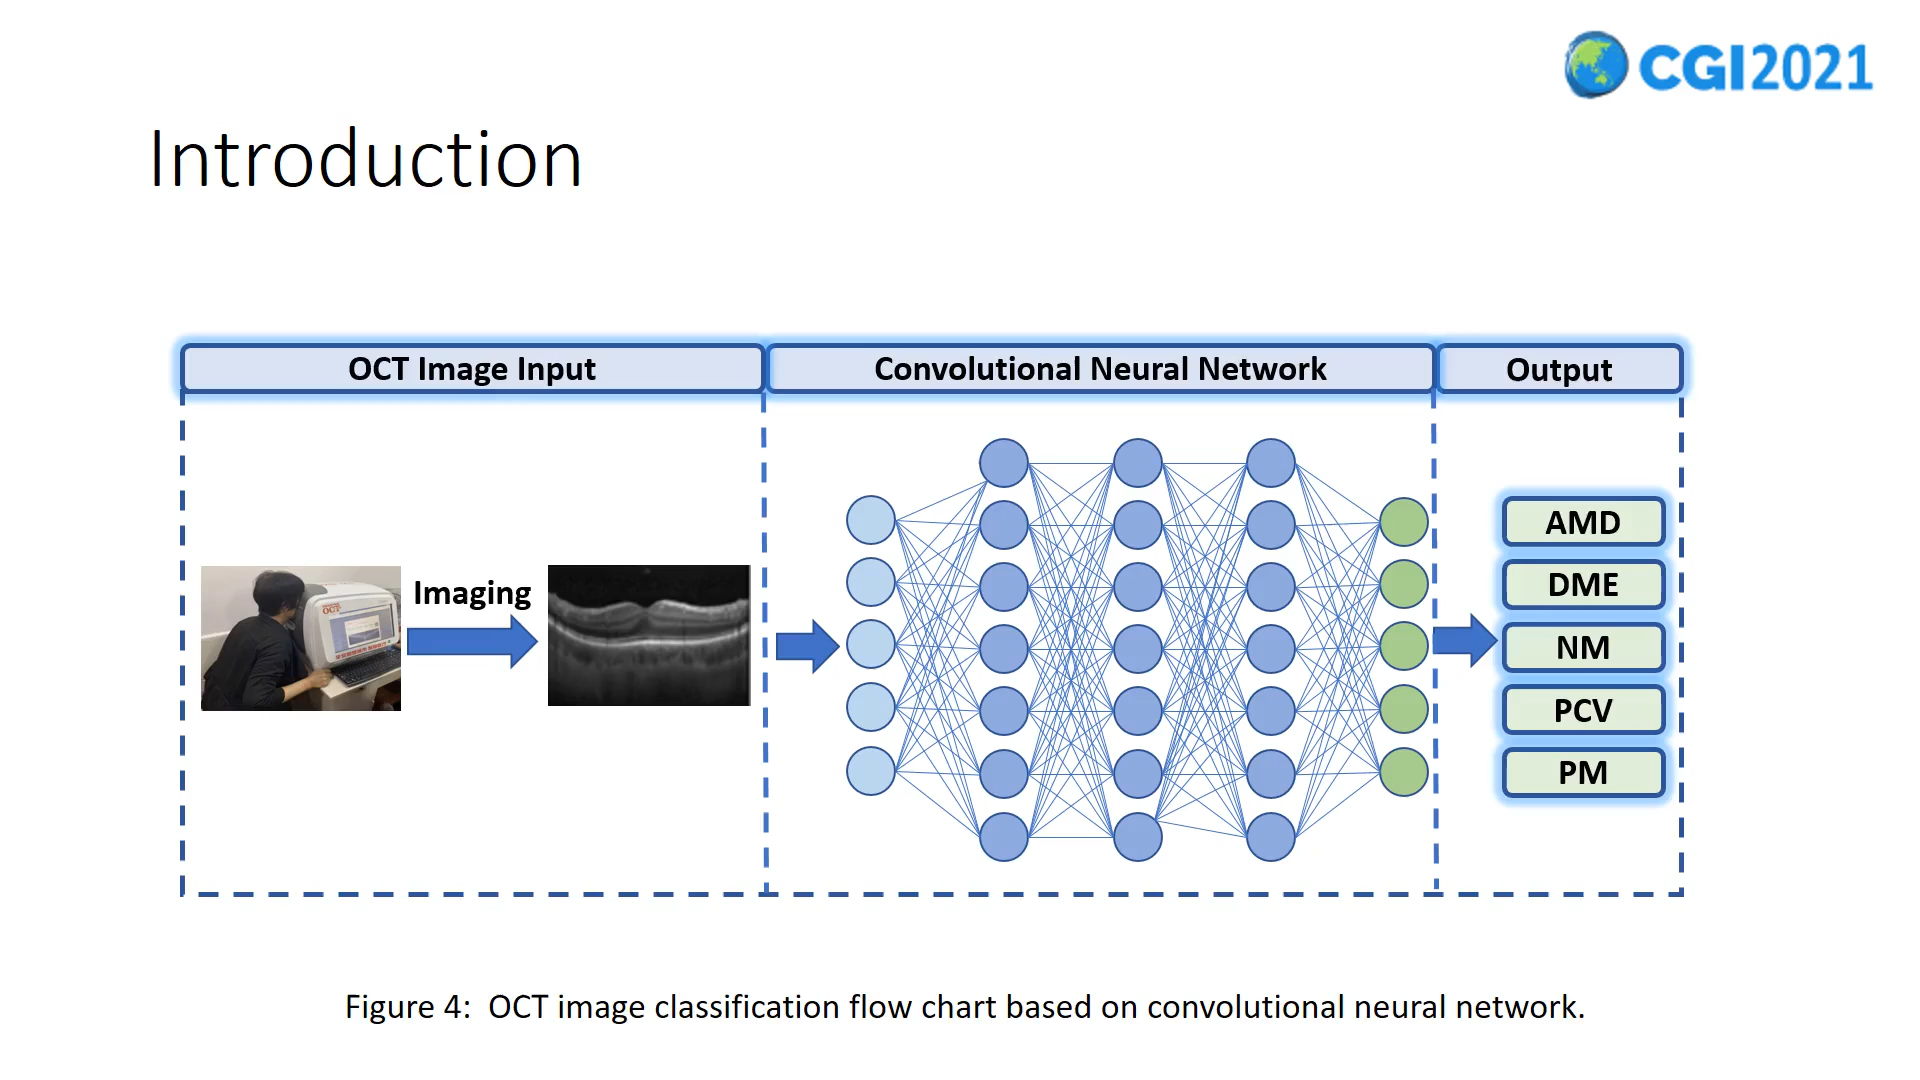 CGI2021
Introduction
OCT Image Input
Convolutional Neural Network
Output
Imaging
OCT
AMD
DME
NM
PCV
PM
Figure 4: OCT image classification flow chart based on convolutional neural network.